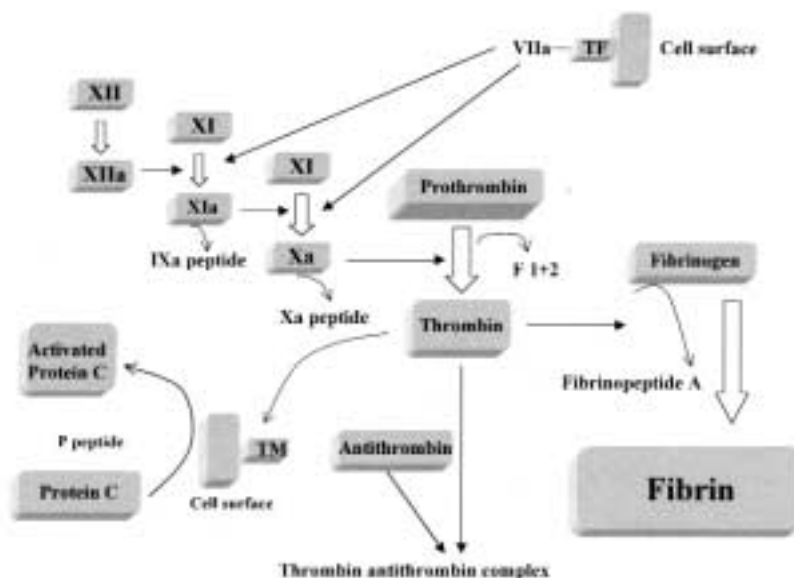 VIIa
TF
Cell surface
XII
XI
XIIa
XI
Prothrombin
XIa
IXa peptide
Xa
F 1+2
Fibrinogen
Xa peptide
Thrombin
Activated
Protein C
Fibrinopeptide A
P peptide
TM
Antithrombin
Protein C
Cell surface
Fibrin
Thrombin antithrombin complex